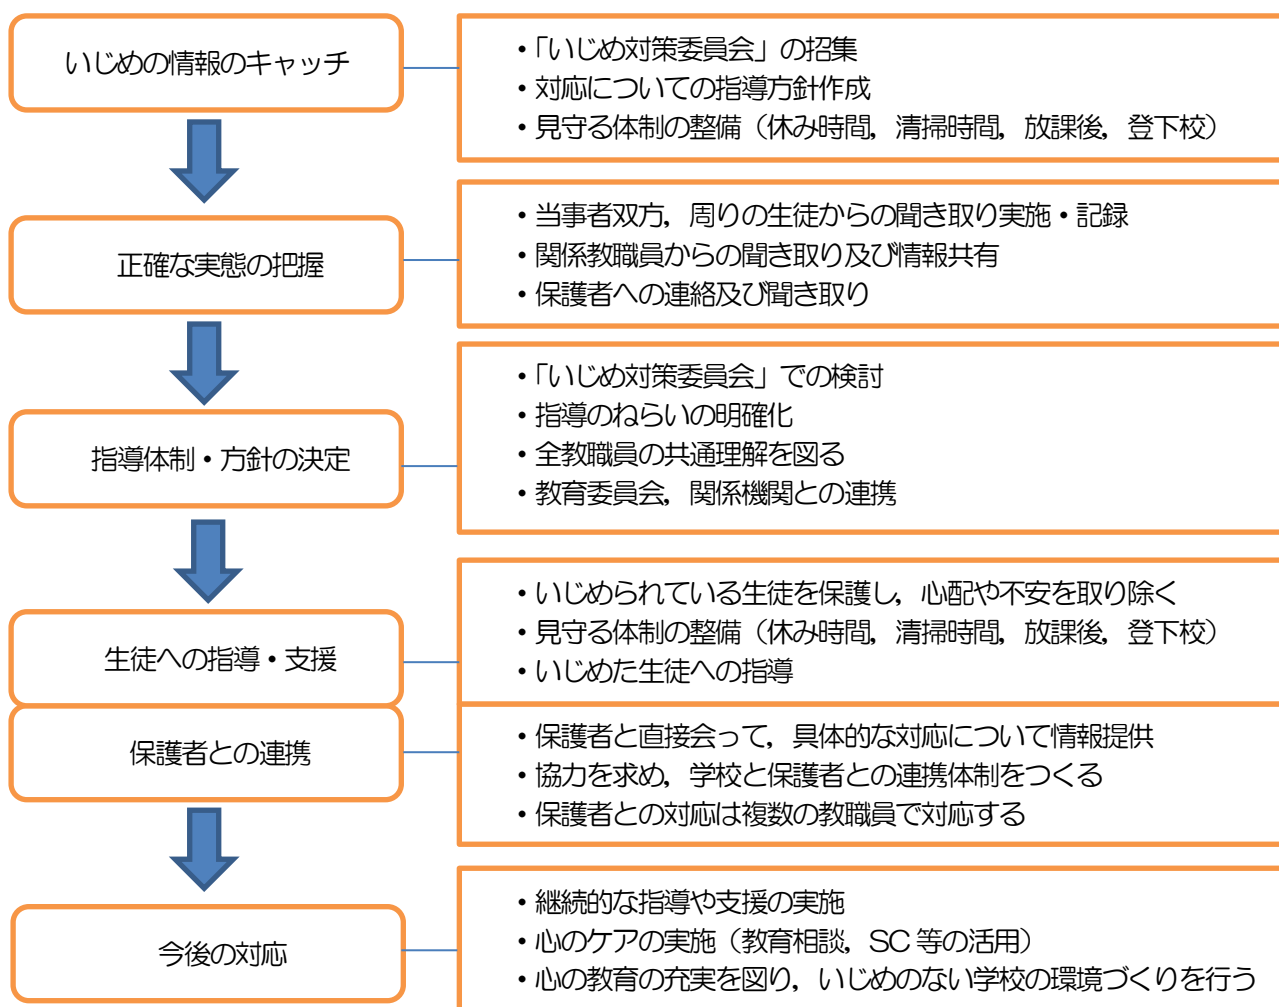 いじめの情報のキャッチ
・「いじめ対策委員会」の招集
・対応についての指導方針作成
・見守る体制の整備（休み時間，清掃時間，放課後，登下校）
正確な実態の把握
・当事者双方，周りの生徒からの聞き取り実施・記録
・関係教職員からの聞き取り及び情報共有
・保護者への連絡及び聞き取り
指導体制・方針の決定
・「いじめ対策委員会」での検討
・指導のねらいの明確化
・全教職員の共通理解を図る
・教育委員会，関係機関との連携
生徒への指導・支援
・いじめられている生徒を保護し，心配や不安を取り除く
・見守る体制の整備（休み時間，清掃時間，放課後，登下校）
・いじめた生徒への指導
保護者との連携
・保護者と直接会って，具体的な対応について情報提供
・協力を求め，学校と保護者との連携体制をつくる
・保護者との対応は複数の教職員で対応する
今後の対応
・継続的な指導や支援の実施
・心のケアの実施（教育相談，SC 等の活用）
・心の教育の充実を図り，いじめのない学校の環境づくりを行う